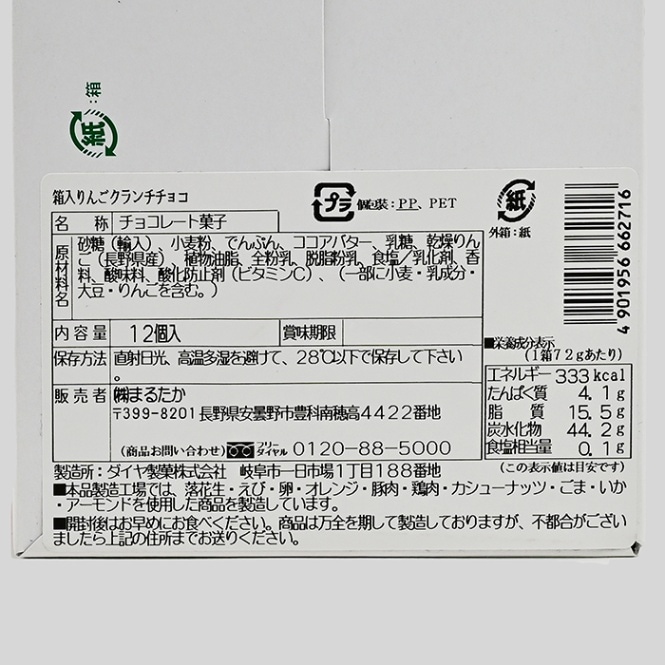 紙:箱
箱入りんごクランチチョコ
プラ 個包装:PP、PET
紙
外箱:紙
名称 チョコレート菓子
原材料名
砂糖(輸入)、小麦粉、でんぷん、ココアバター、乳糖、乾燥りん
ご(長野県産)、植物油脂、全粉乳、脱脂粉乳、食塩/乳化剤、香
料、酸味料、酸化防止剤(ビタミンC)、(一部に小麦・乳成分・
大豆・りんごを含む。)
内容量 12個入 賞味期限
保存方法 直射日光、高温多湿を避けて、28℃以下で保存して下さい
。
販売者 ㈱まるたか
〒399-8201長野県安曇野市豊科南穂高4422番地
(商品お問い合わせ)フリーダイヤル 0120-88-5000
製造所:ダイヤ製菓株式会社 岐阜市一日市場1丁目188番地
■本品製造工場では、落花生・えび・卵・オレンジ・豚肉・鶏肉・カシューナッツ・ごま・いか
・アーモンドを使用した商品を製造しています。
■開封後はお早めにお食べください。商品は万全を期して製造しておりますが、不都合がござい
ましたら上記の住所までお送りください。
4 901956 662716
■栄養成分表示
(1箱72gあたり)
エネルギー 333kcal
たんぱく質 4.1g
脂質 15.5g
炭水化物 44.2g
食塩相当量 0.1g
(この表示値は目安です)